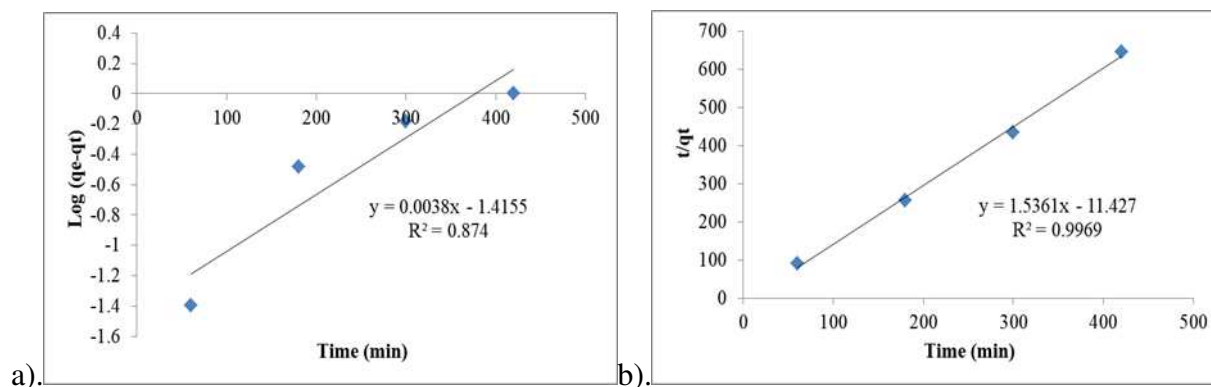 0.4
0.2
0
-0.2
-0.4
-0.6
-0.8
-1
-1.2
-1.4
-1.6
0 100 200 300 400 500
Log (qe-qt)
y = 0.0038x - 1.4155
R² = 0.874
Time (min)
a).
700
600
500
400
300
200
100
0
0 100 200 300 400 500
t/qt
y = 1.5361x - 11.427
R² = 0.9969
Time (min)
b).